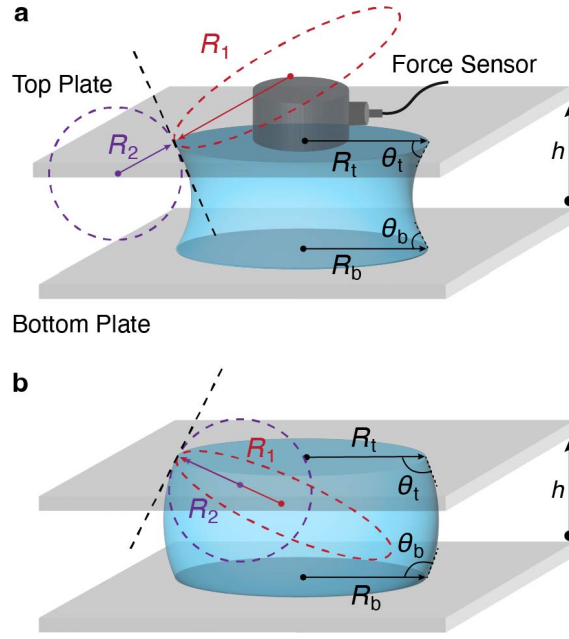 a
R1
Top Plate
Force Sensor
R2
Rt
θt
h
θb
Rb
Bottom Plate
b
Rt
R1
θt
h
R2
θb
Rb